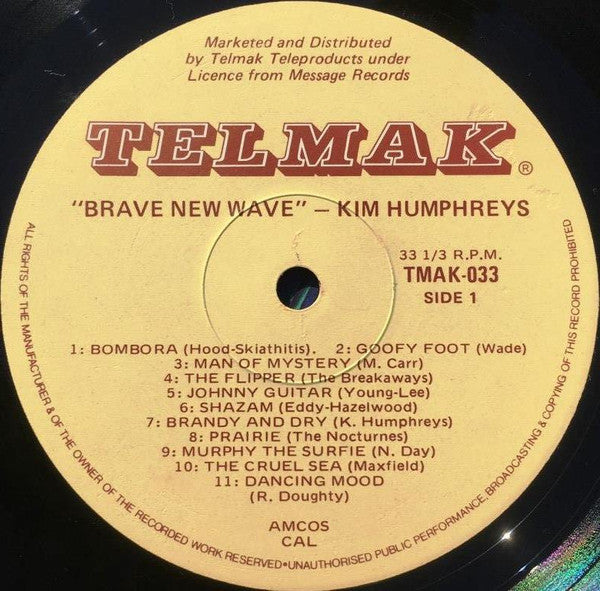 Marketed and Distributed
by Telmak Teleproducts under
Licence from Message Records
TELMAK®
"BRAVE NEW WAVE" — KIM HUMPHREYS
33 1/3 R.P.M.
TMAK-033
SIDE 1
1: BOMBORA (Hood-Skiathitis). 2: GOOFY FOOT (Wade)
3: MAN OF MYSTERY (M. Carr)
4: THE FLIPPER (The Breakaways)
5: JOHNNY GUITAR (Young-Lee)
6: SHAZAM (Eddy-Hazelwood)
7: BRANDY AND DRY (K. Humphreys)
8: PRAIRIE (The Nocturnes)
9: MURPHY THE SURFIE (N. Day)
10: THE CRUEL SEA (Maxfield)
11: DANCING MOOD
(R. Doughty)
AMCOS
CAL
ALL RIGHTS OF THE MANUFACTURER & OF THE OWNER OF THE RECORDED WORK RESERVED•UNAUTHORISED PUBLIC PERFORMANCE, BROADCASTING & COPYING OF THIS RECORD PROHIBITED